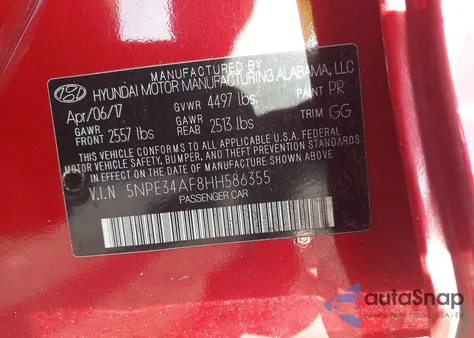 MANUFACTURED BY
HYUNDAI MOTOR MANUFACTURING ALABAMA, LLC
Apr/06/17 GVWR 4497 lbs. PAINT PR
GAWR FRONT 2557 lbs GAWR REAR 2513 lbs TRIM GG
THIS VEHICLE CONFORMS TO ALL APPLICABLE U.S.A. FEDERAL
MOTOR VEHICLE SAFETY, BUMPER, AND THEFT PREVENTION
STANDARDS IN EFFECT ON THE DATE OF MANUFACTURE
SHOWN ABOVE.
V.I.N 5NPE34AF8HH586355
PASSENGER CAR
autoSnap